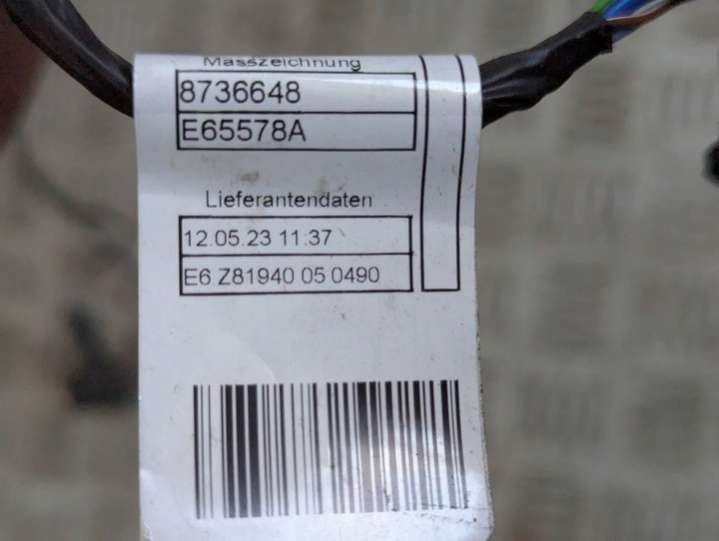 Masszeichnung
8736648
E65578A
Lieferantendaten
12.05.23 11:37
E6 Z81940 05 0490